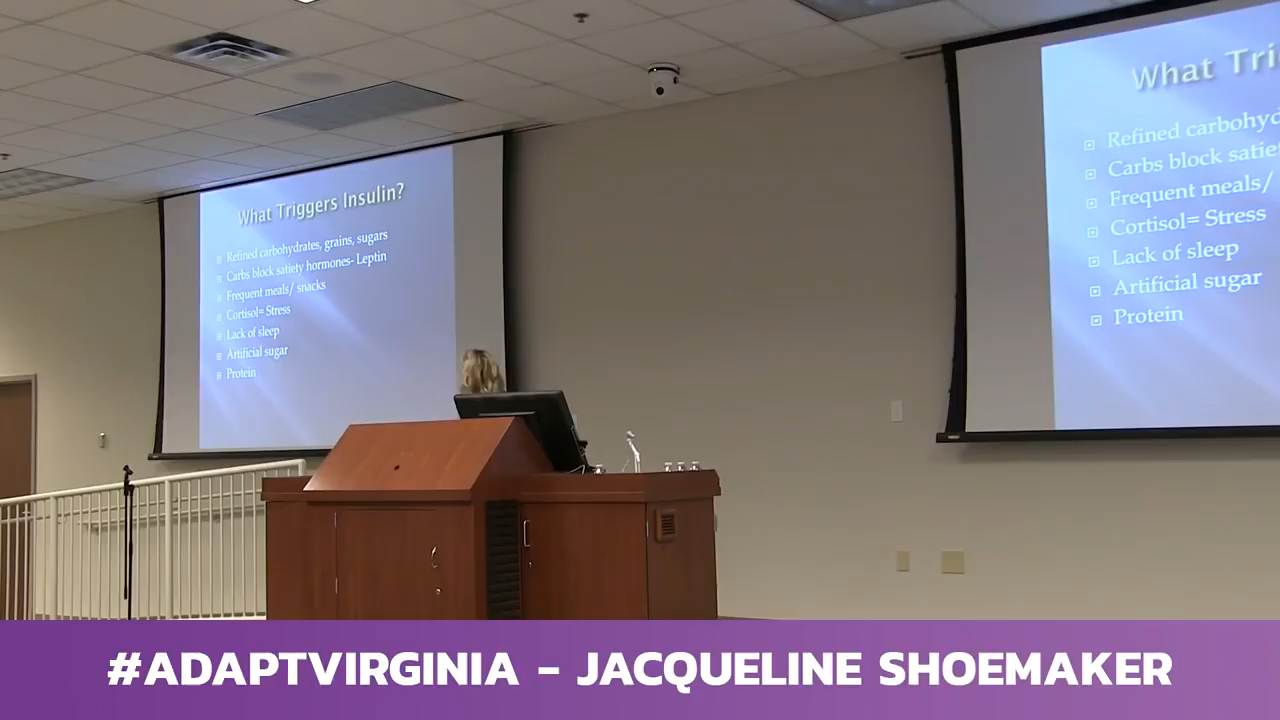 What Triggers Insulin?
Refined carbohydrates, grains, sugars
Carbs block satiety hormones- Leptin
Frequent meals/ snacks
Cortisol= Stress
Lack of sleep
Artificial sugar
Protein
What Tri
Refined carbohyd
Carbs block satie
Frequent meals/
Cortisol= Stress
Lack of sleep
Artificial sugar
Protein
#ADAPTVIRGINIA - JACQUELINE SHOEMAKER